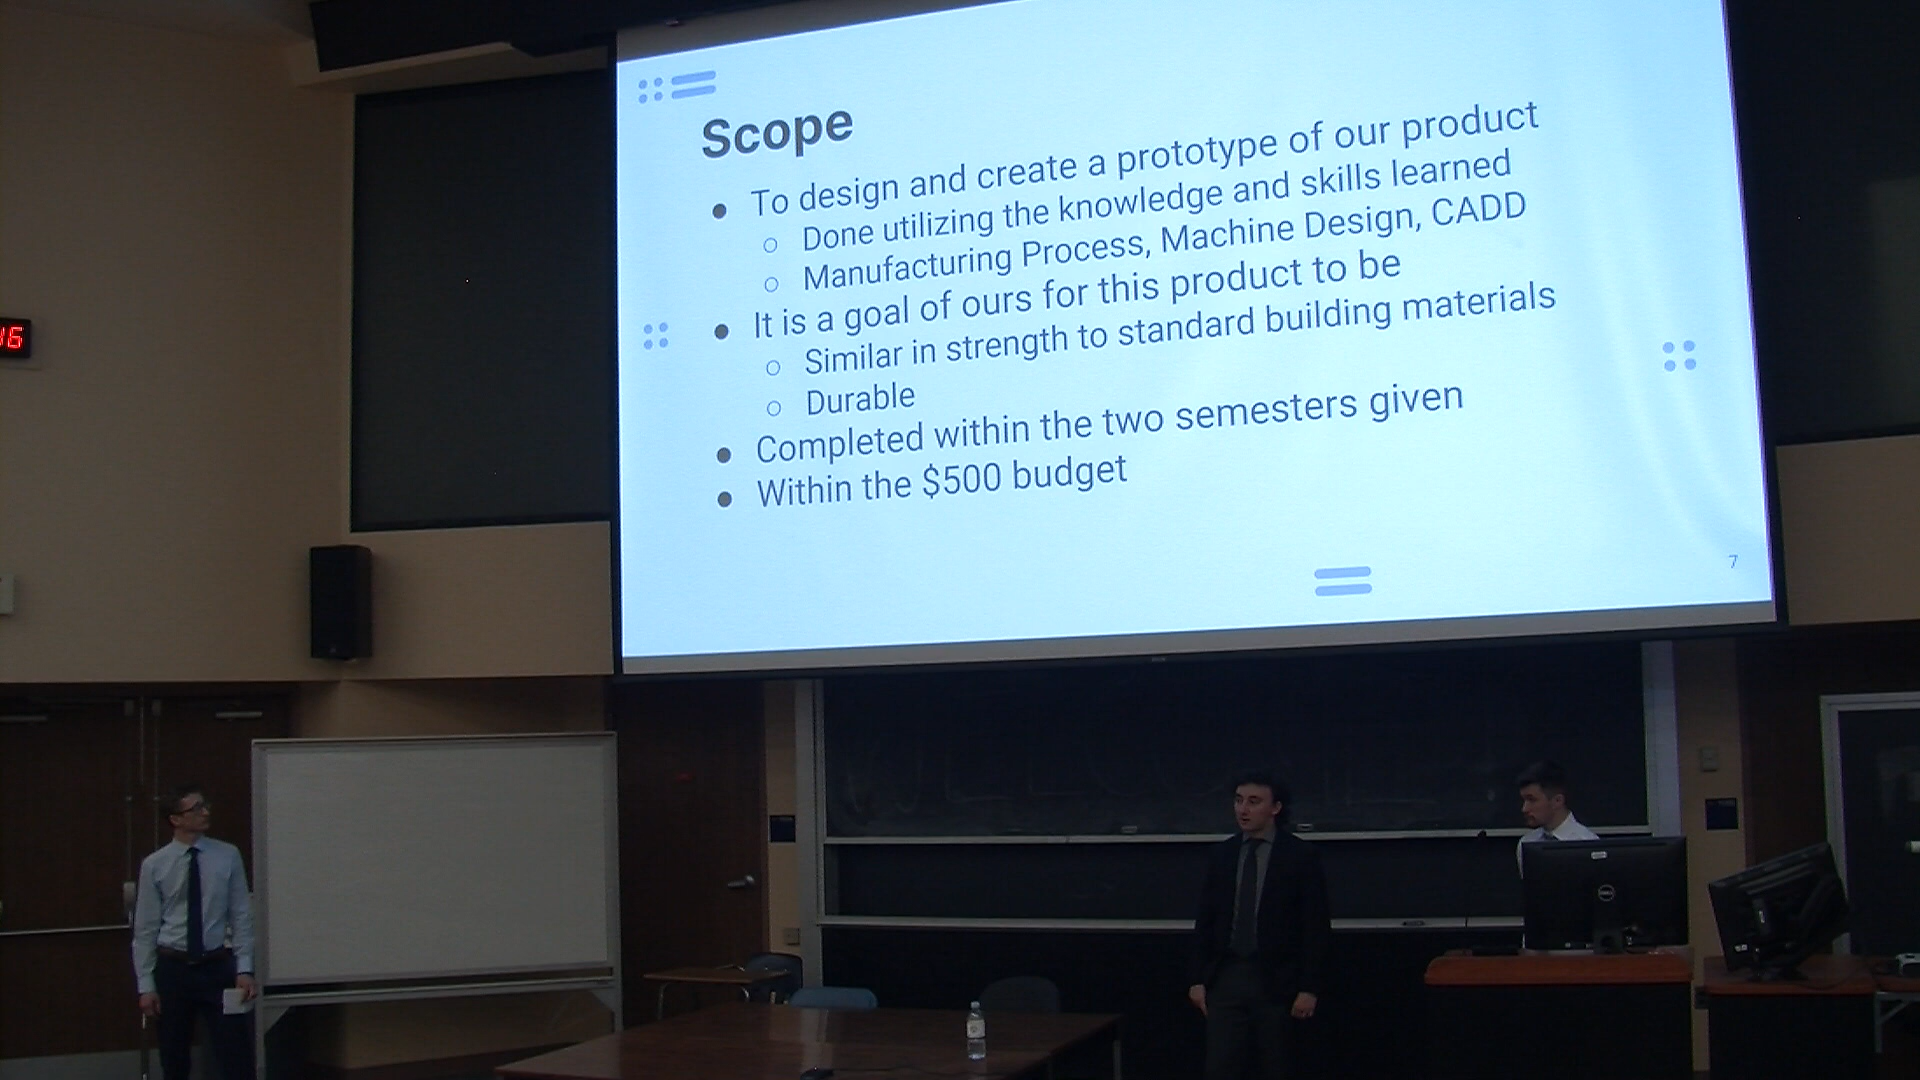 Scope
● To design and create a prototype of our product
○ Done utilizing the knowledge and skills learned
○ Manufacturing Process, Machine Design, CADD
● It is a goal of ours for this product to be
○ Similar in strength to standard building materials
○ Durable
● Completed within the two semesters given
● Within the $500 budget
7
16
DELL